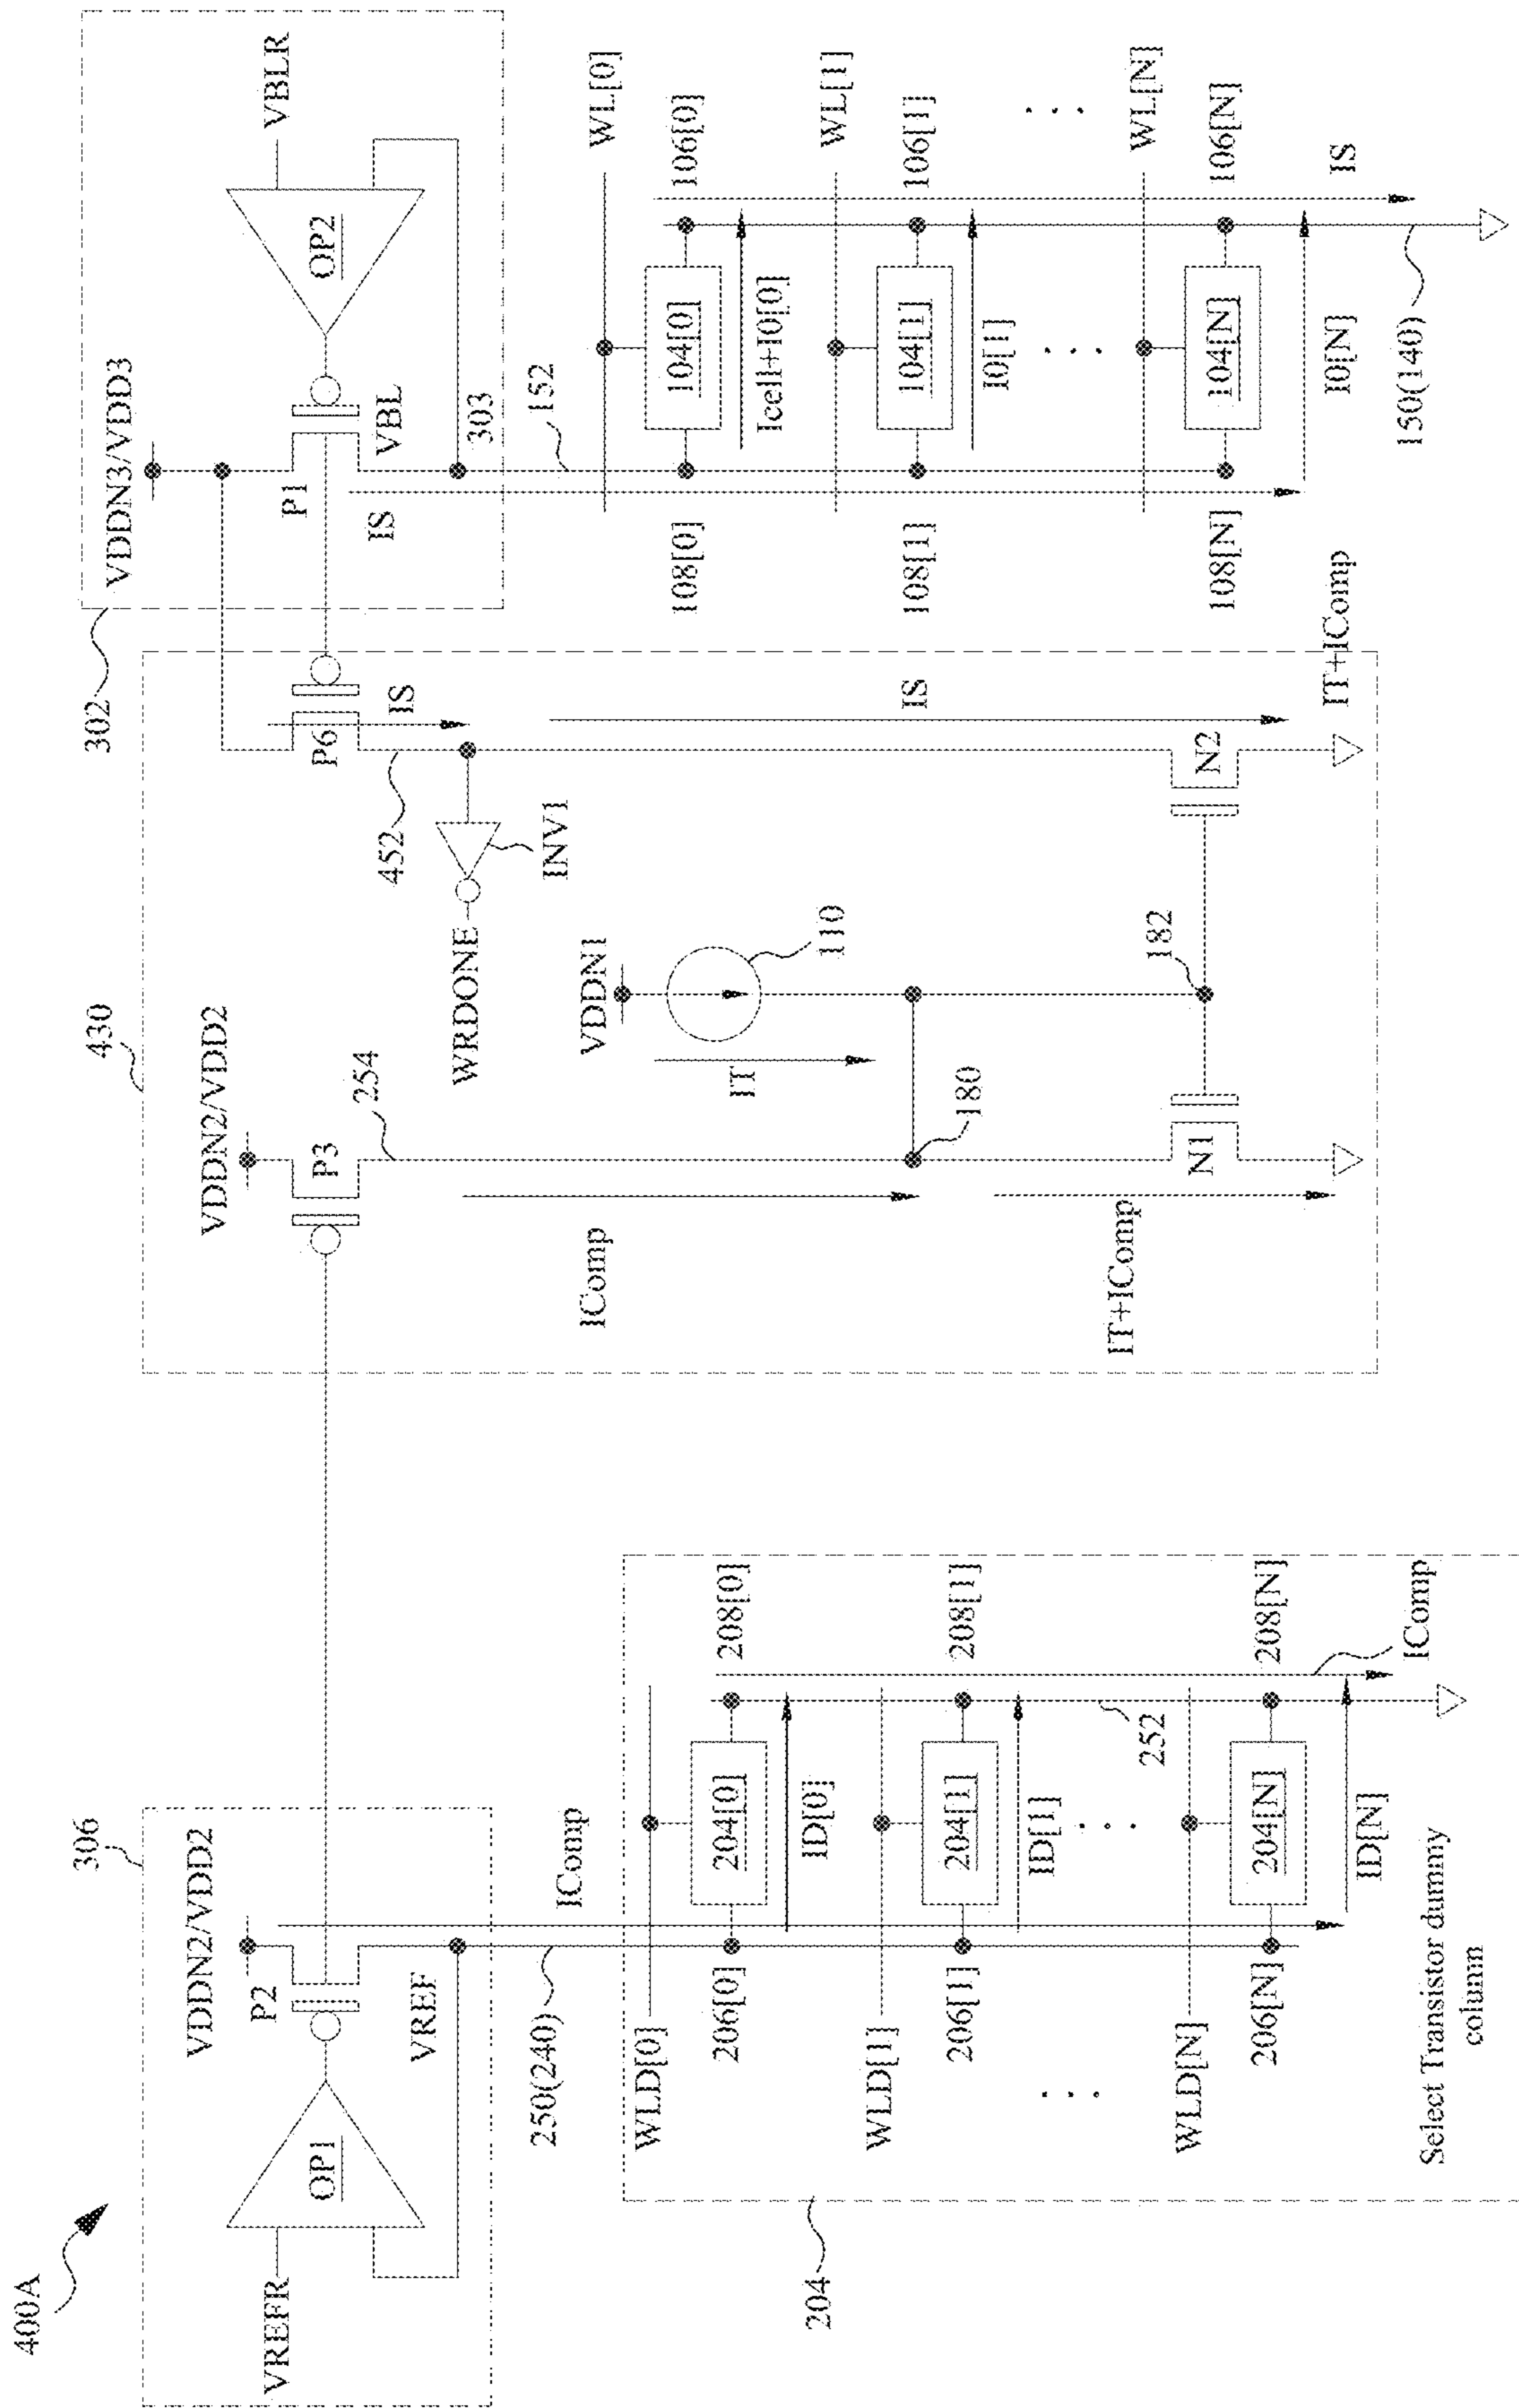 400A
306
VDDN2/VDD2
P2
OP1
VREFR
VREF
250(240)
IComp
WLD[0]
206[0]
204[0]
208[0]
ID[0]
WLD[1]
206[1]
204[1]
208[1]
ID[1]
252
. . .
. . .
WLD[N]
206[N]
204[N]
208[N]
ID[N]
IComp
Select Transistor dummy
column
204
430
VDDN2/VDD2
P3
254
IComp
180
IT+IComp
N1
VDDN1
110
IT
182
WRDONE
INV1
452
P6
IS
IS
N2
IT+IComp
302
VDDN3/VDD3
P1
IS
VBL
303
OP2
VBLR
152
WL[0]
108[0]
104[0]
106[0]
Icell+I0[0]
WL[1]
108[1]
104[1]
106[1]
I0[1]
. . .
. . .
WL[N]
108[N]
104[N]
106[N]
I0[N]
IS
150(140)